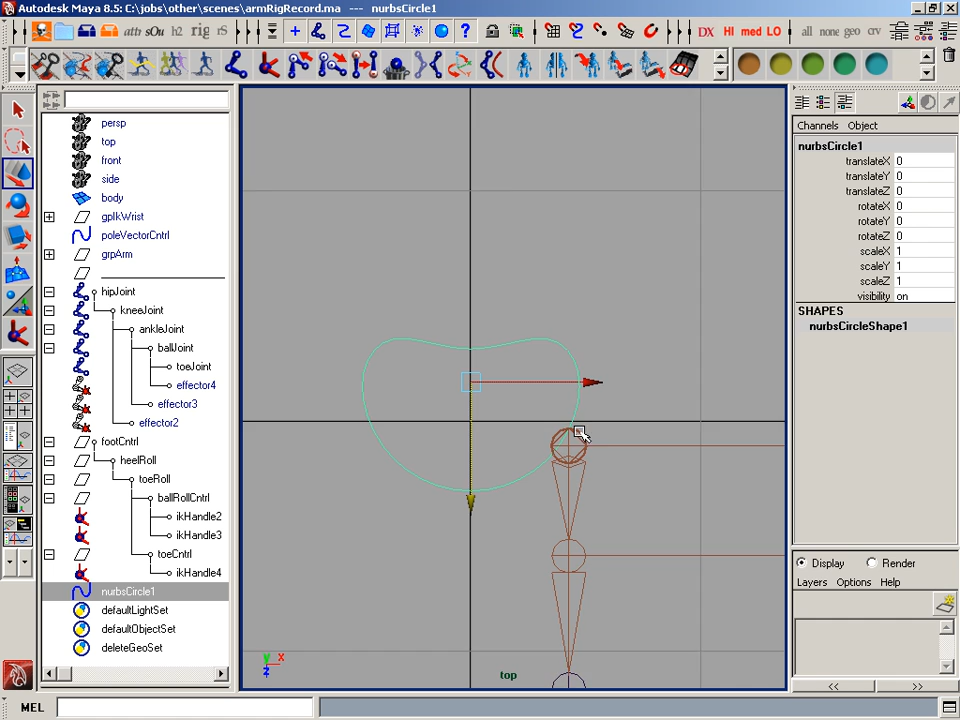 Autodesk Maya 8.5: C:\jobs\other\scenes\armRigRecord.ma --- nurbsCircle1
attr sOu h2 rig rS
DX HI med LO
all none geo crv
persp
top
front
side
body
gpIkWrist
poleVectorCntrl
grpArm
hipJoint
kneeJoint
ankleJoint
ballJoint
toeJoint
effector4
effector3
effector2
footCntrl
heelRoll
toeRoll
ballRollCntrl
ikHandle2
ikHandle3
toeCntrl
ikHandle4
nurbsCircle1
defaultLightSet
defaultObjectSet
deleteGeoSet
y x
z
top
Channels Object
nurbsCircle1
translateX 0
translateY 0
translateZ 0
rotateX 0
rotateY 0
rotateZ 0
scaleX 1
scaleY 1
scaleZ 1
visibility on
SHAPES
nurbsCircleShape1
Display Render
Layers Options Help
<< >>
MEL